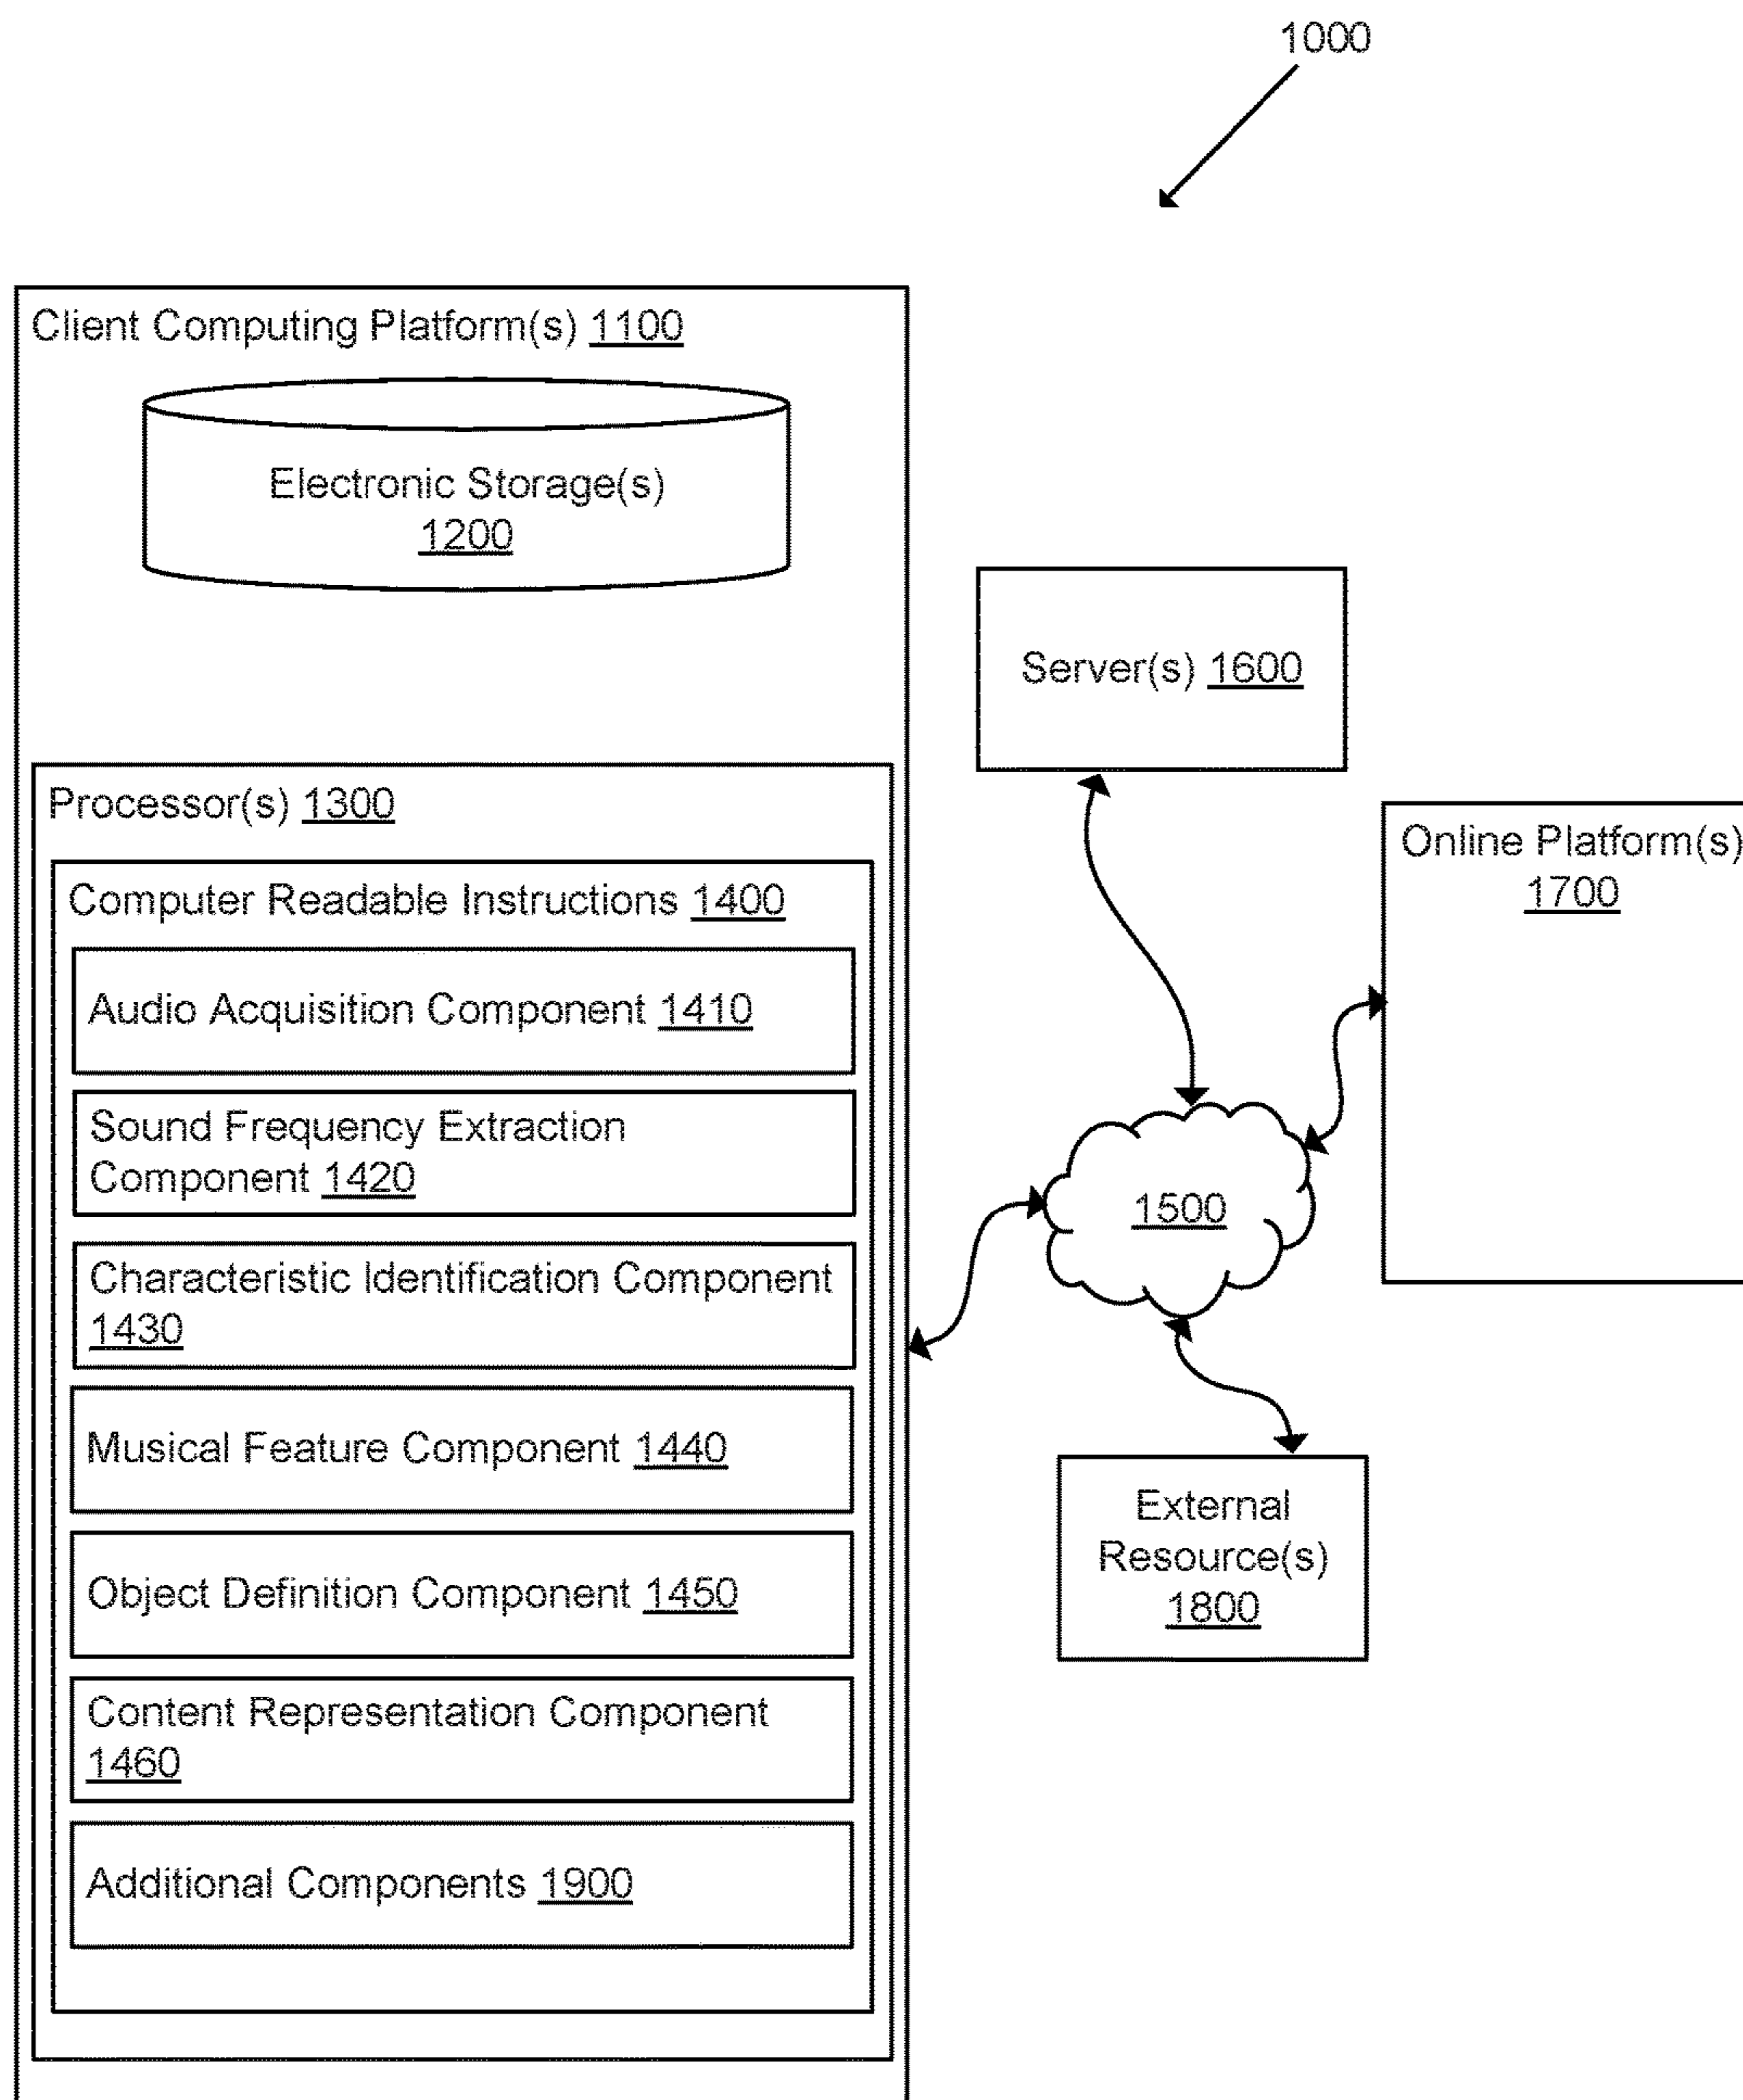 1000
Client Computing Platform(s) 1100
Electronic Storage(s)
1200
Processor(s) 1300
Computer Readable Instructions 1400
Audio Acquisition Component 1410
Sound Frequency Extraction
Component 1420
Characteristic Identification Component
1430
Musical Feature Component 1440
Object Definition Component 1450
Content Representation Component
1460
Additional Components 1900
Server(s) 1600
Online Platform(s)
1700
1500
External
Resource(s)
1800